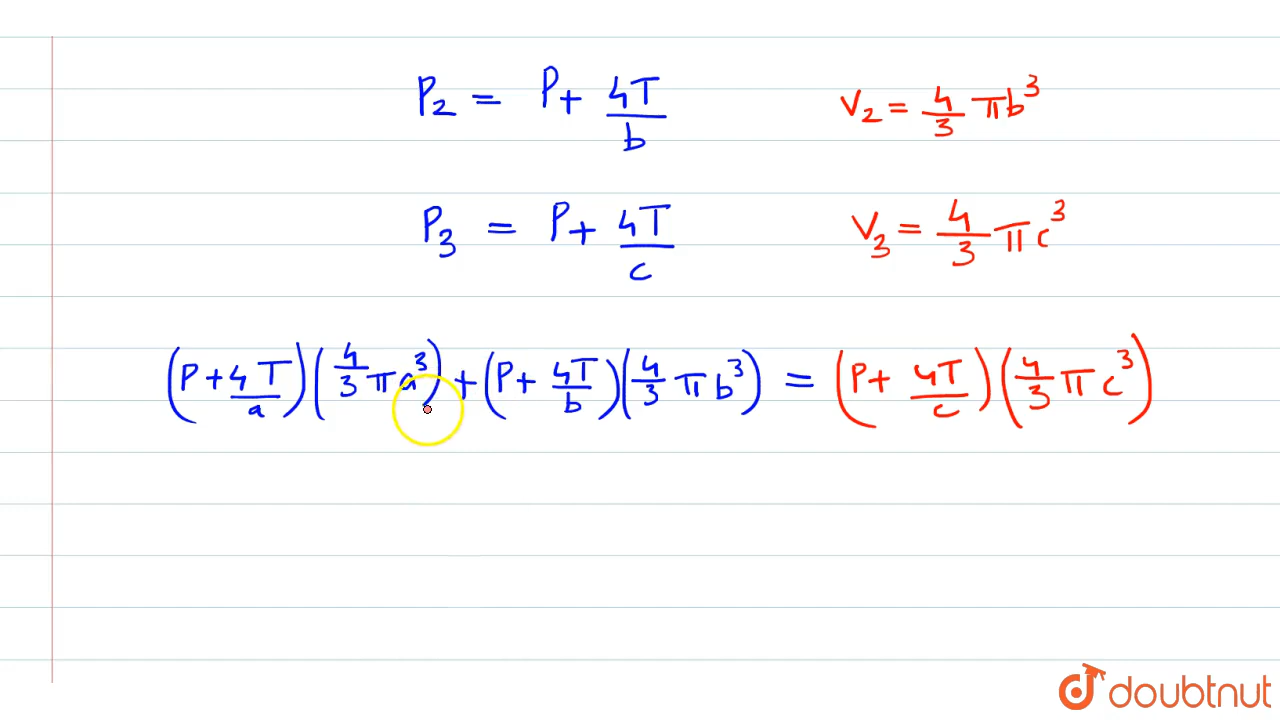 P₂ = P + 4T/b    V₂ = 4/3 πb³
P₃ = P + 4T/c    V₃ = 4/3 πc³
(P + 4T/a)(4/3 πa³) + (P + 4T/b)(4/3 πb³) = (P + 4T/c)(4/3 πc³)
doubtnut